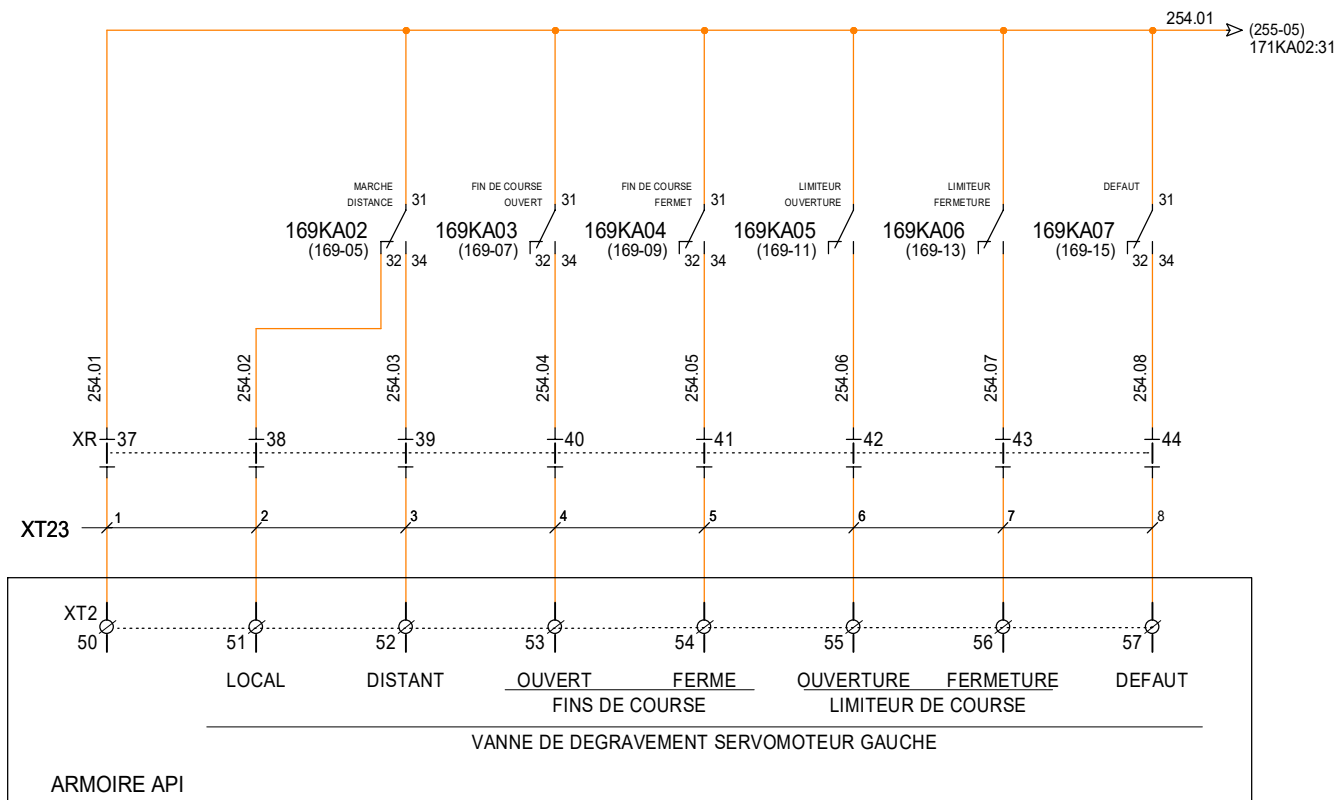 254.01
(255-05)
171KA02:31
MARCHE
DISTANCE
31
169KA02
(169-05)
32 34
FIN DE COURSE
OUVERT
31
169KA03
(169-07)
32 34
FIN DE COURSE
FERMET
31
169KA04
(169-09)
32 34
LIMITEUR
OUVERTURE
169KA05
(169-11)
LIMITEUR
FERMETURE
169KA06
(169-13)
DEFAUT
31
169KA07
(169-15)
32 34
254.01
254.02
254.03
254.04
254.05
254.06
254.07
254.08
XR 37 38 39 40 41 42 43 44
XT23 1 2 3 4 5 6 7 8
XT2
50 51 52 53 54 55 56 57
LOCAL DISTANT OUVERT FERME OUVERTURE FERMETURE DEFAUT
FINS DE COURSE LIMITEUR DE COURSE
VANNE DE DEGRAVEMENT SERVOMOTEUR GAUCHE
ARMOIRE API